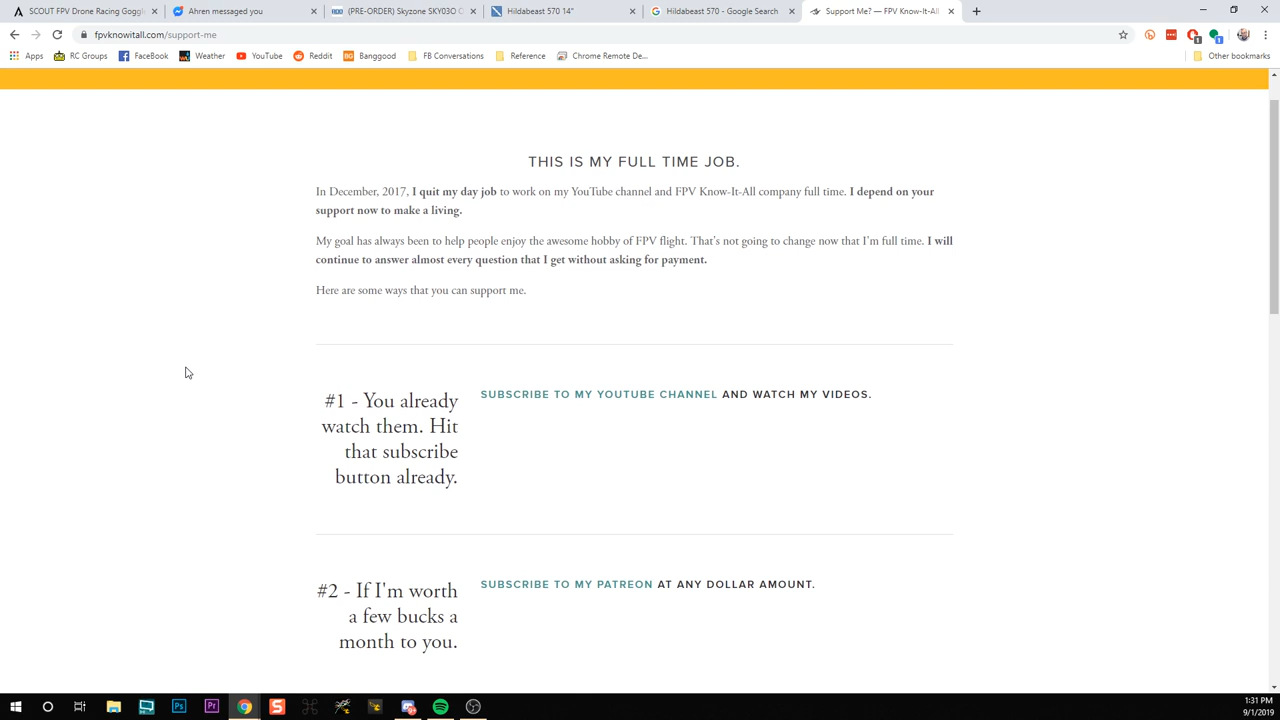 SCOUT FPV Drone Racing Goggl
Ahren messaged you
(PRE-ORDER) Skyzone SKY03O O
Hildabeast 570 14"
Hildabeast 570 - Google Search
Support Me? — FPV Know-It-All
fpvknowitall.com/support-me
Apps
RC Groups
FaceBook
Weather
YouTube
Reddit
Banggood
FB Conversations
Reference
Chrome Remote De...
Other bookmarks
THIS IS MY FULL TIME JOB.
In December, 2017, I quit my day job to work on my YouTube channel and FPV Know-It-All company full time. I depend on your
support now to make a living.
My goal has always been to help people enjoy the awesome hobby of FPV flight. That's not going to change now that I'm full time. I will
continue to answer almost every question that I get without asking for payment.
Here are some ways that you can support me.
#1 - You already
watch them. Hit
that subscribe
button already.
SUBSCRIBE TO MY YOUTUBE CHANNEL AND WATCH MY VIDEOS.
#2 - If I'm worth
a few bucks a
month to you.
SUBSCRIBE TO MY PATREON AT ANY DOLLAR AMOUNT.
1:31 PM
9/1/2019